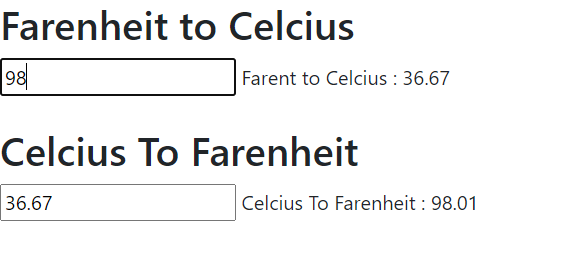 Farenheit to Celcius
98 Farent to Celcius : 36.67
Celcius To Farenheit
36.67 Celcius To Farenheit : 98.01